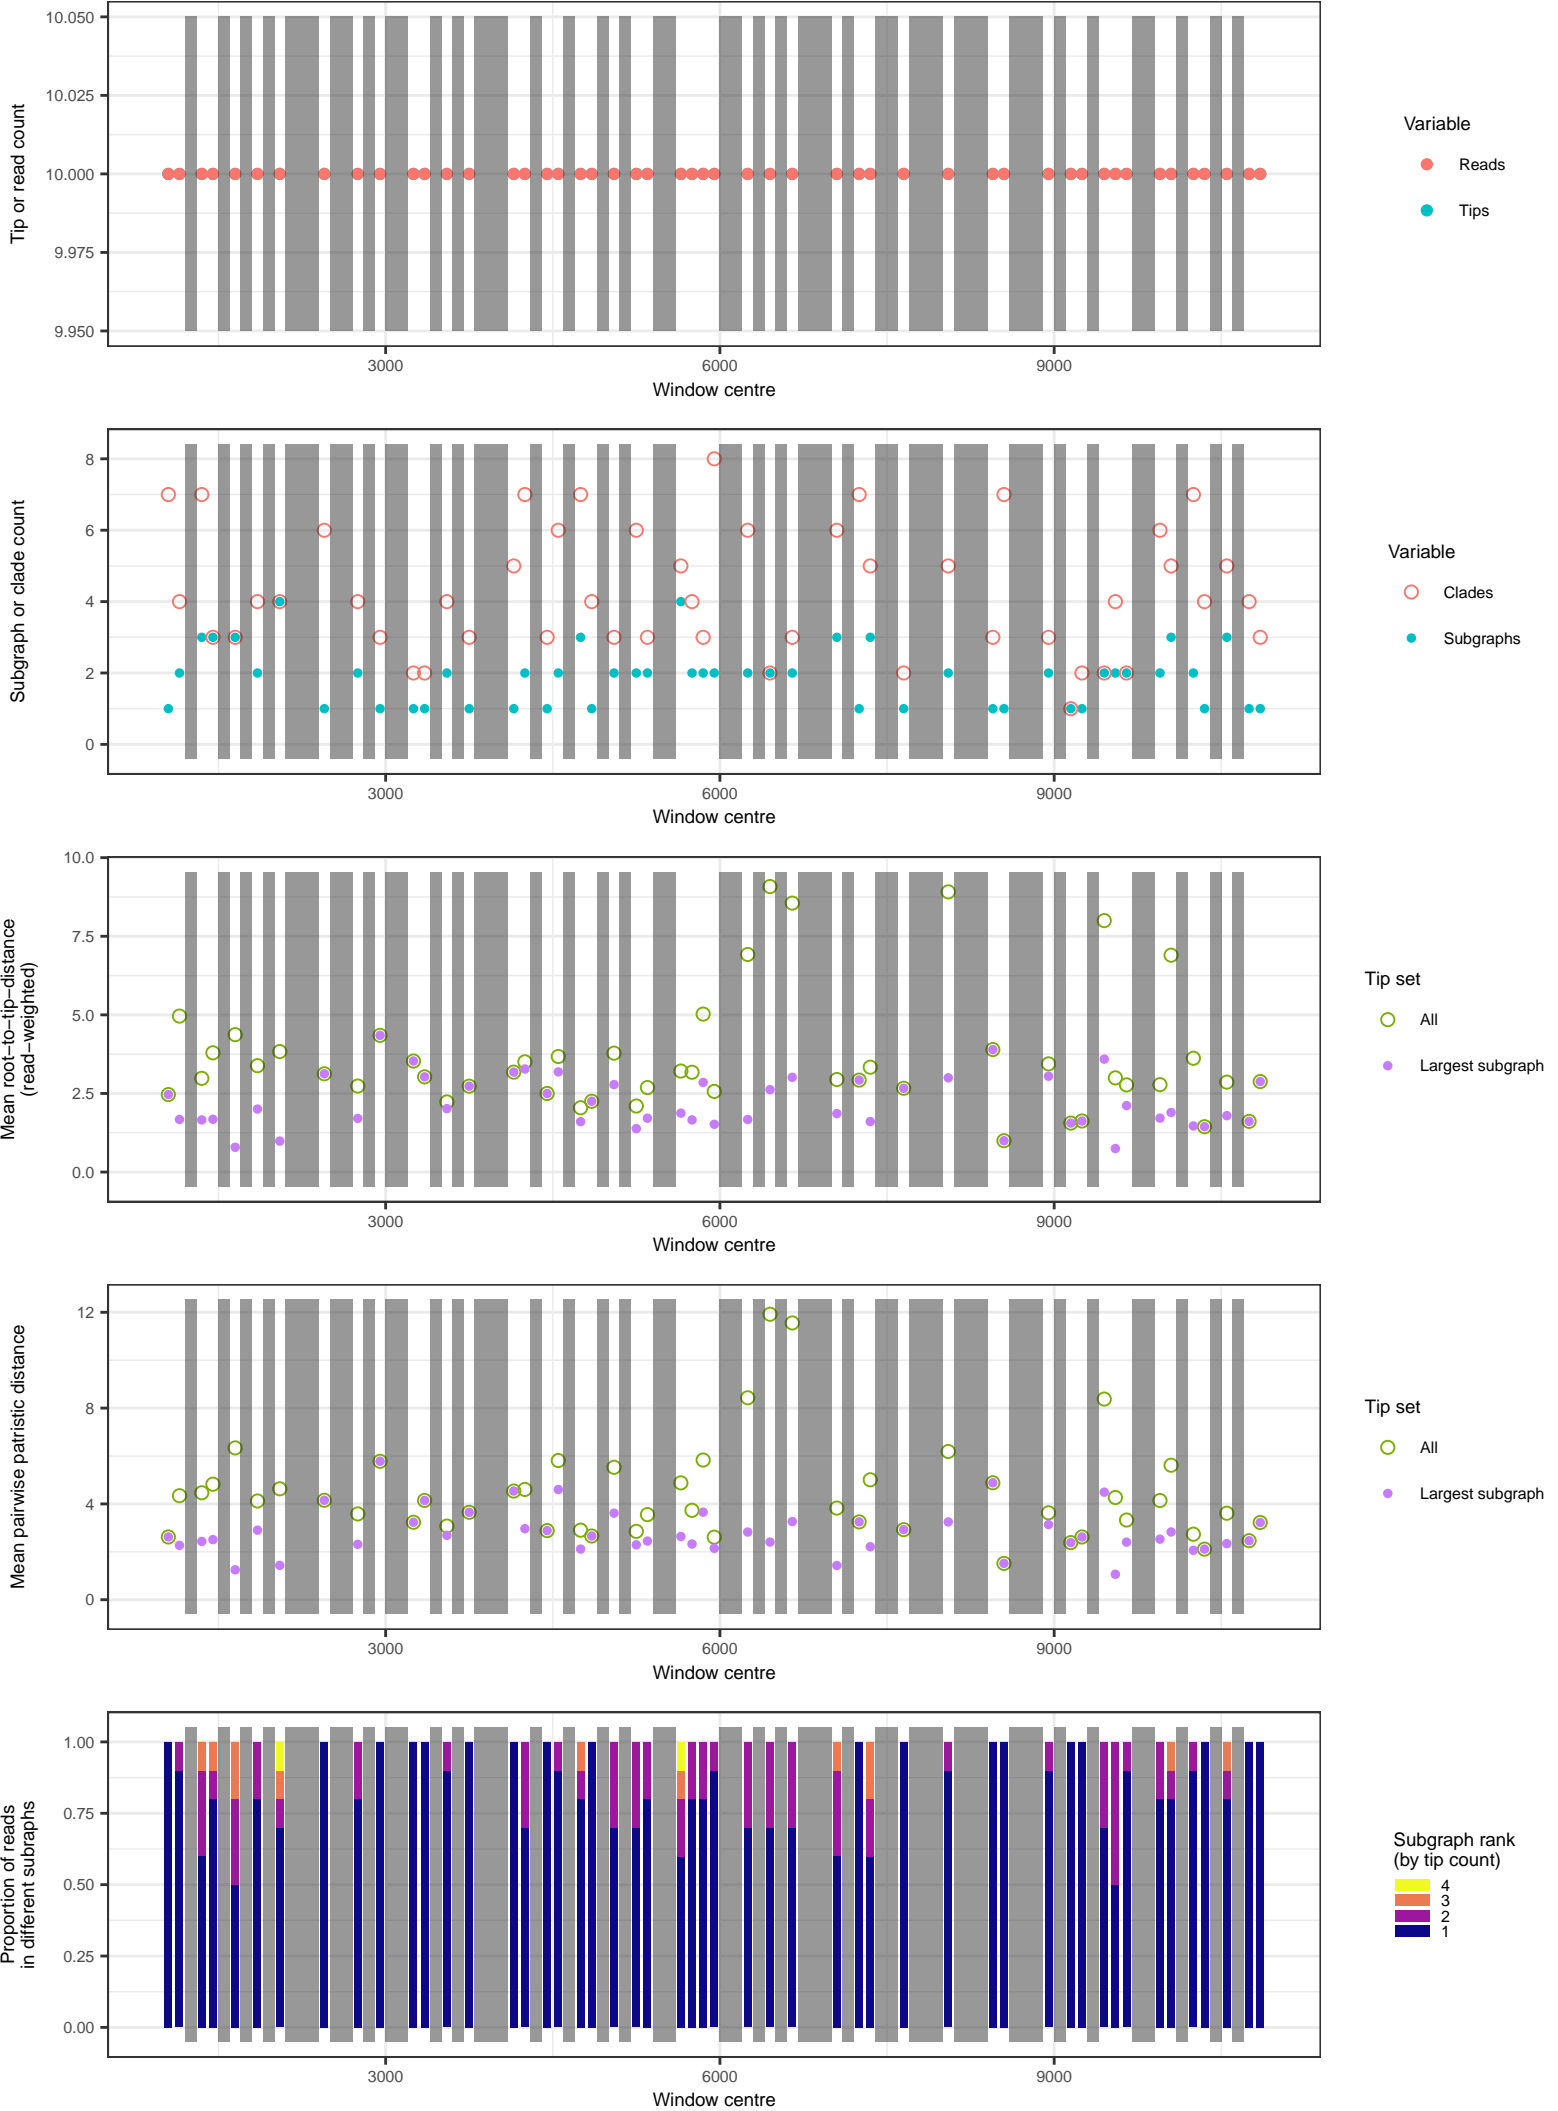 10.050
10.025
10.000
9.975
9.950
Tip or read count
3000 6000 9000
Window centre
Variable
Reads
Tips
8
6
4
2
0
Subgraph or clade count
3000 6000 9000
Window centre
Variable
Clades
Subgraphs
10.0
7.5
5.0
2.5
0.0
Mean root-to-tip-distance
(read-weighted)
3000 6000 9000
Window centre
Tip set
All
Largest subgraph
12
8
4
0
Mean pairwise patristic distance
3000 6000 9000
Window centre
Tip set
All
Largest subgraph
1.00
0.75
0.50
0.25
0.00
Proportion of reads
in different subraphs
3000 6000 9000
Window centre
Subgraph rank
(by tip count)
4
3
2
1